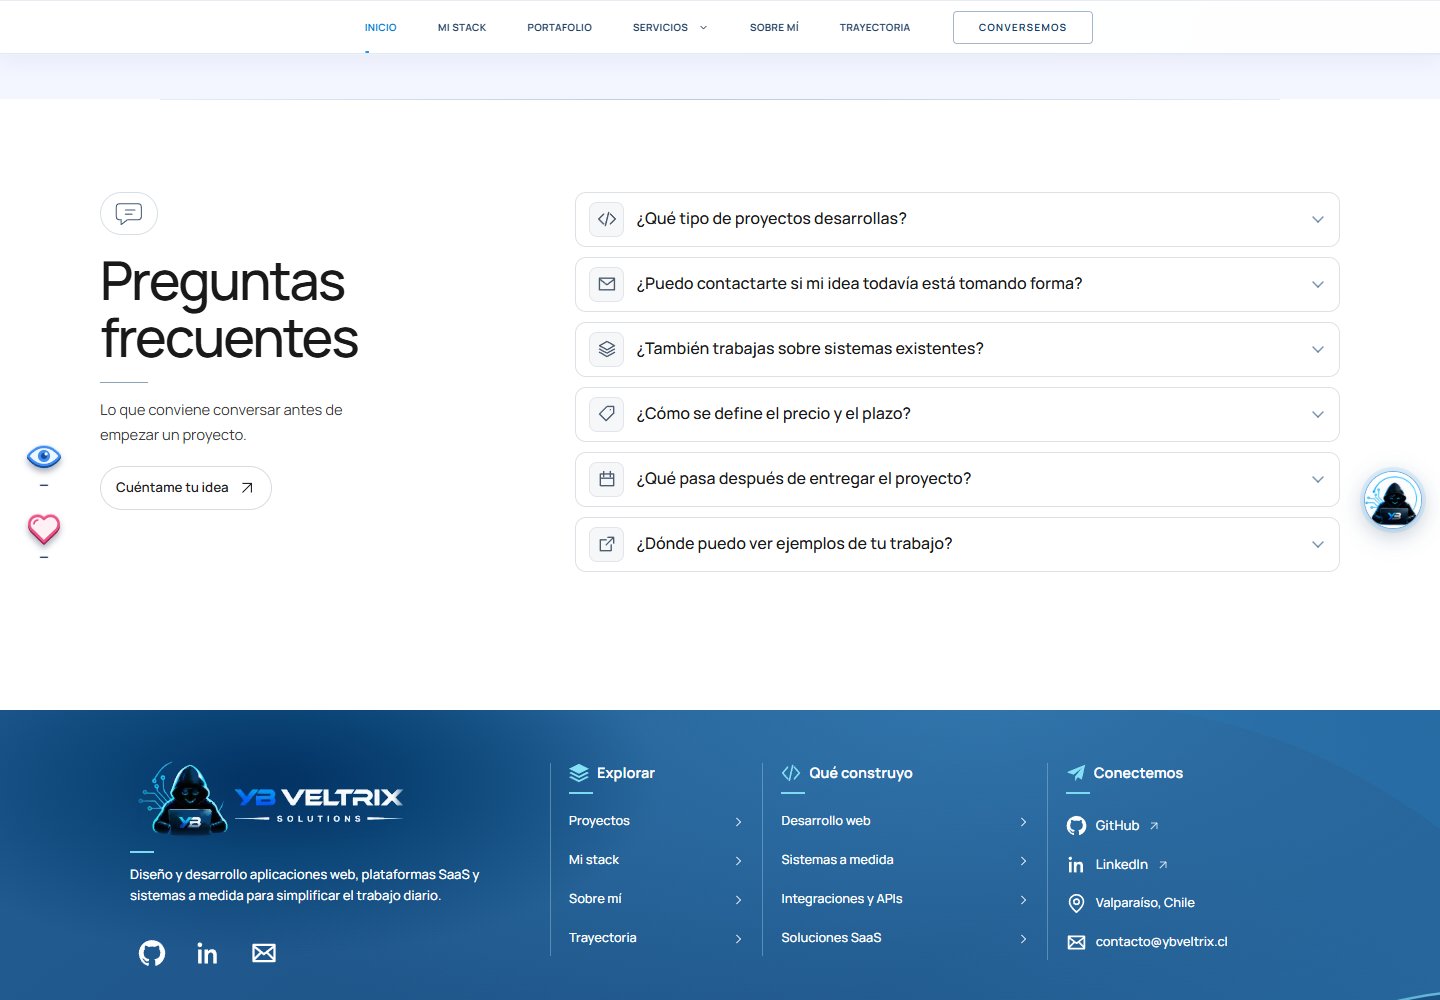 INICIO
MI STACK
PORTAFOLIO
SERVICIOS
SOBRE MÍ
TRAYECTORIA
CONVERSEMOS
Preguntas
frecuentes
Lo que conviene conversar antes de
empezar un proyecto.
Cuéntame tu idea
¿Qué tipo de proyectos desarrollas?
¿Puedo contactarte si mi idea todavía está tomando forma?
¿También trabajas sobre sistemas existentes?
¿Cómo se define el precio y el plazo?
¿Qué pasa después de entregar el proyecto?
¿Dónde puedo ver ejemplos de tu trabajo?
–
–
YB
YB
YB VELTRIX
SOLUTIONS
Diseño y desarrollo aplicaciones web, plataformas SaaS y
sistemas a medida para simplificar el trabajo diario.
Explorar
Proyectos
Mi stack
Sobre mí
Trayectoria
Qué construyo
Desarrollo web
Sistemas a medida
Integraciones y APIs
Soluciones SaaS
Conectemos
GitHub
LinkedIn
Valparaíso, Chile
contacto@ybveltrix.cl